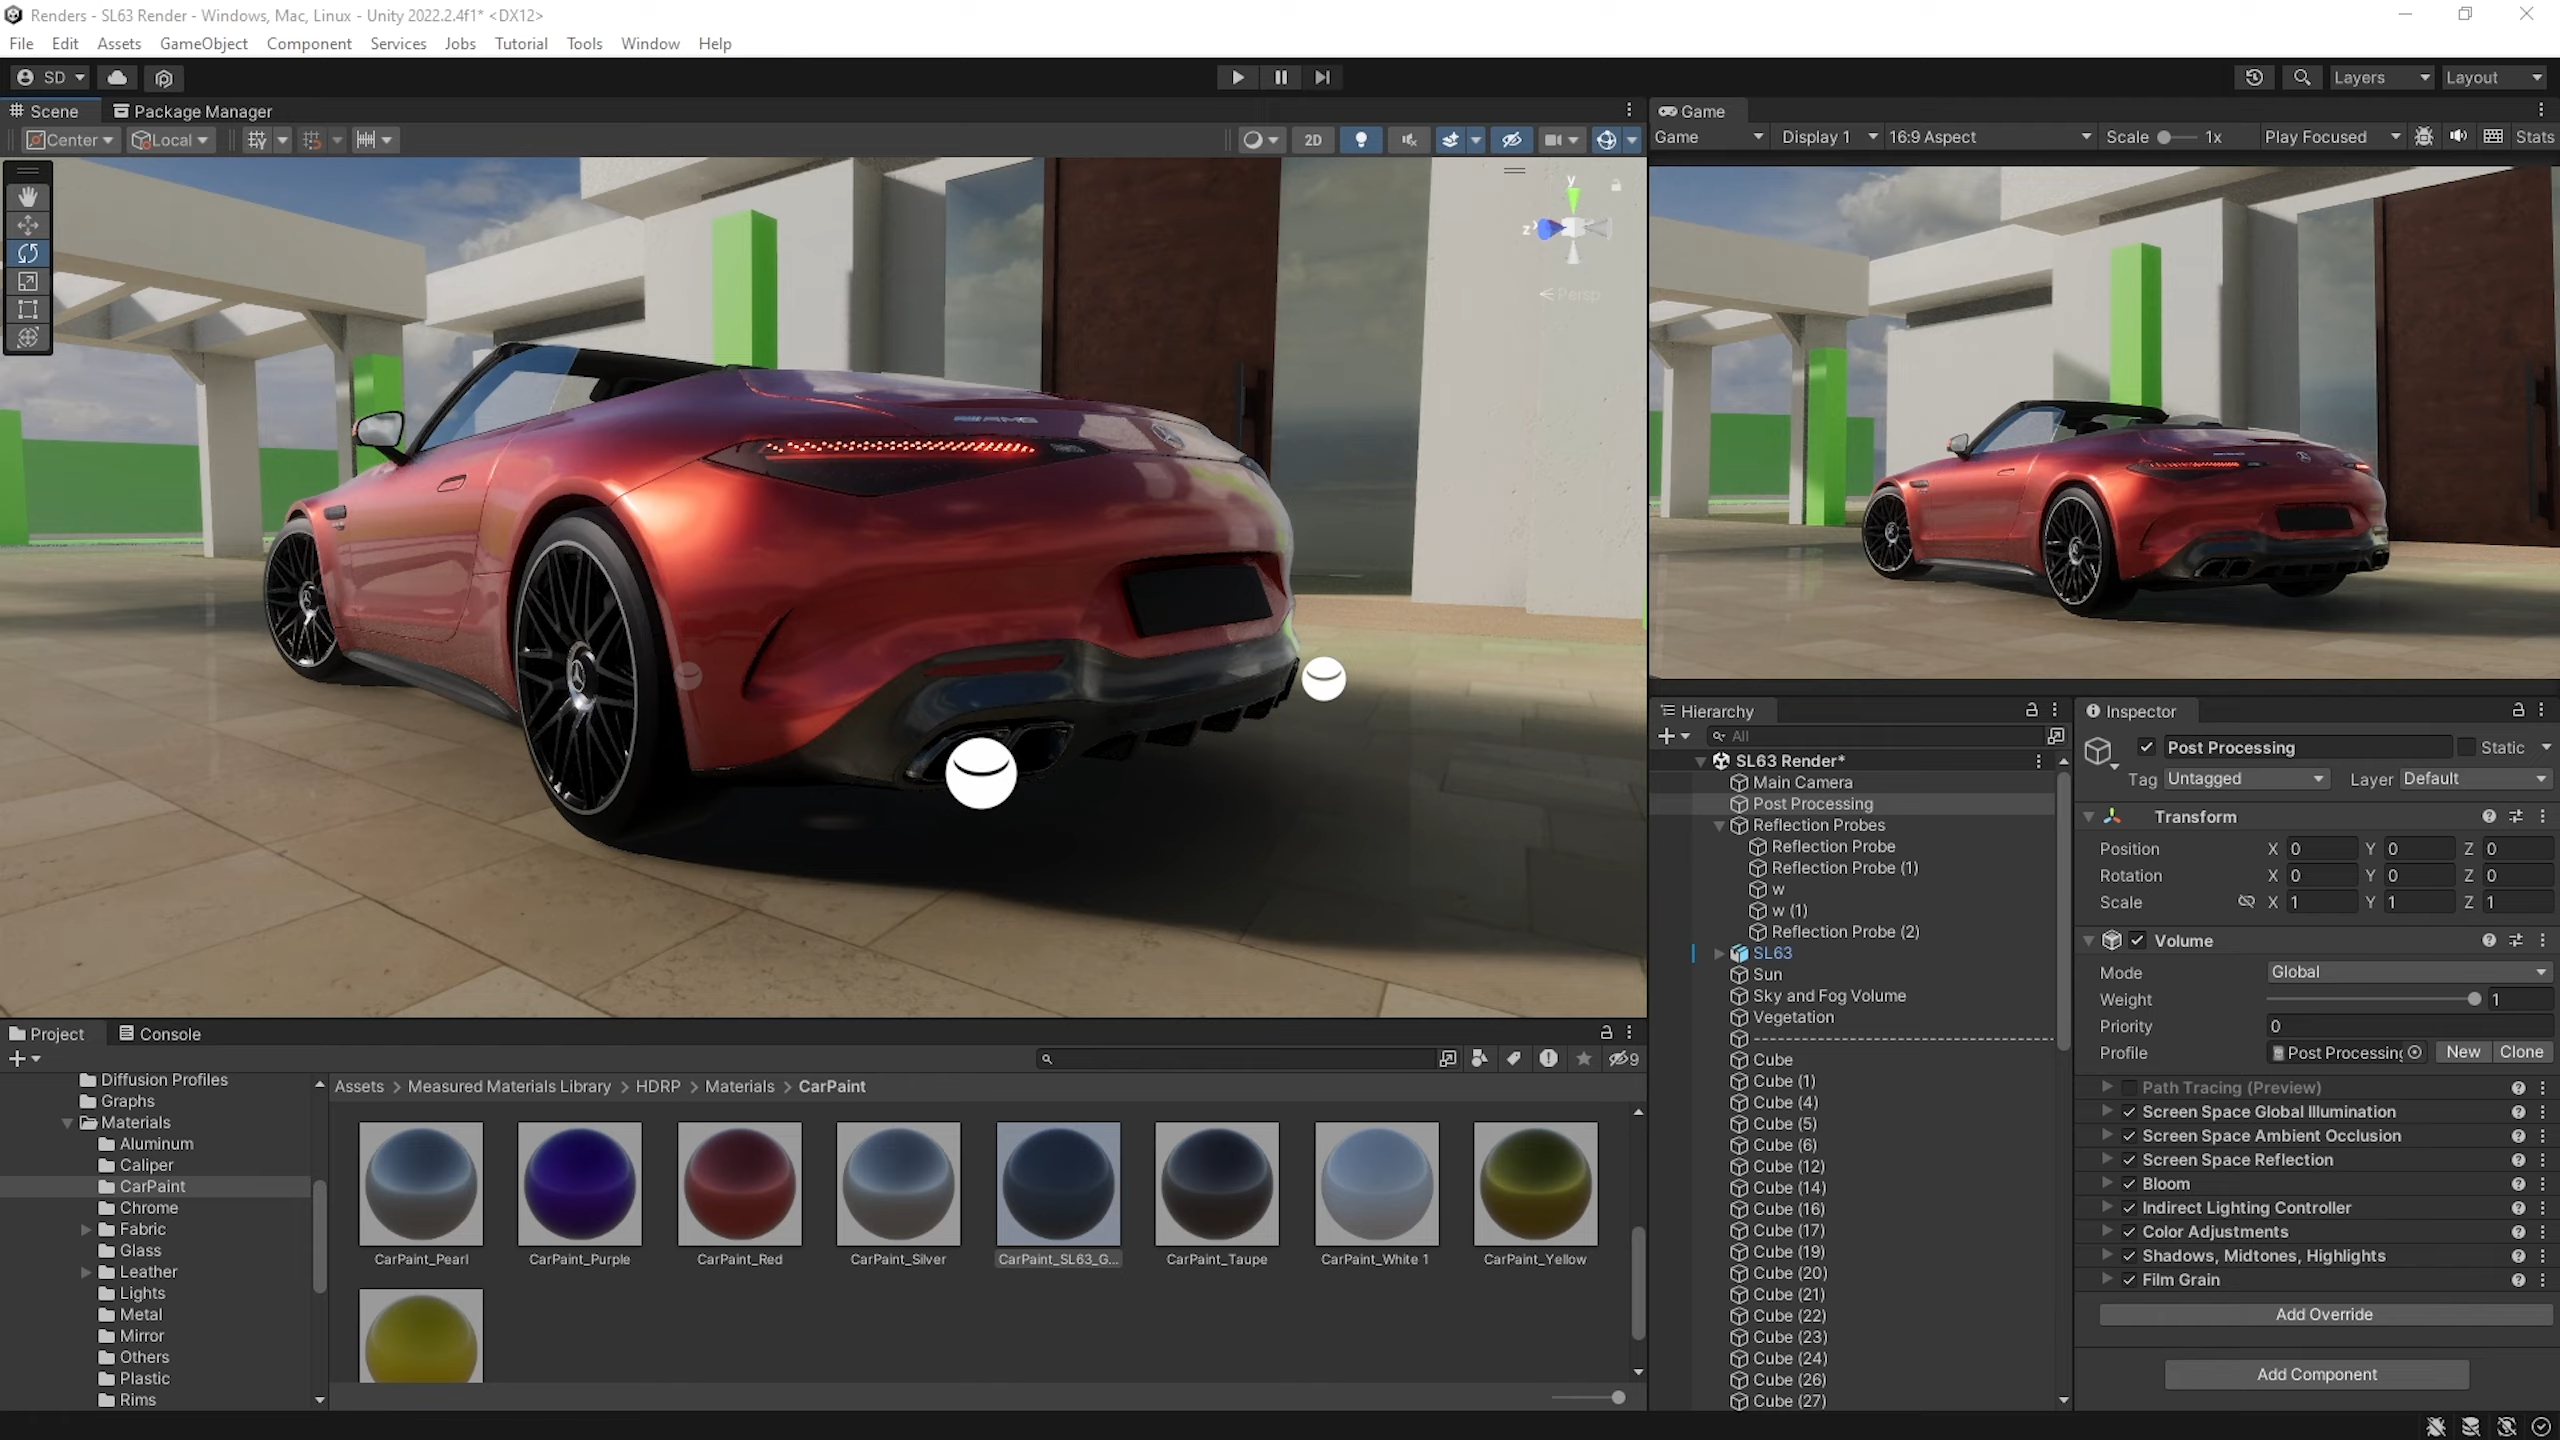 Renders - SL63 Render - Windows, Mac, Linux - Unity 2022.2.4f1* <DX12>
File Edit Assets GameObject Component Services Jobs Tutorial Tools Window Help
SD Layers Layout
Scene Package Manager
Center Local 2D
y
z
Persp
AMG
Game
Game Display 1 16:9 Aspect Scale 1x Play Focused Stats
Hierarchy
All
SL63 Render*
Main Camera
Post Processing
Reflection Probes
Reflection Probe
Reflection Probe (1)
w
w (1)
Reflection Probe (2)
SL63
Sun
Sky and Fog Volume
Vegetation
Cube
Cube (1)
Cube (4)
Cube (5)
Cube (6)
Cube (12)
Cube (14)
Cube (16)
Cube (17)
Cube (19)
Cube (20)
Cube (21)
Cube (22)
Cube (23)
Cube (24)
Cube (26)
Cube (27)
Inspector
Post Processing Static
Tag Untagged Layer Default
Transform
Position X 0 Y 0 Z 0
Rotation X 0 Y 0 Z 0
Scale X 1 Y 1 Z 1
Volume
Mode Global
Weight 1
Priority 0
Profile Post Processing New Clone
Path Tracing (Preview)
Screen Space Global Illumination
Screen Space Ambient Occlusion
Screen Space Reflection
Bloom
Indirect Lighting Controller
Color Adjustments
Shadows, Midtones, Highlights
Film Grain
Add Override
Add Component
Project Console
9
Diffusion Profiles
Graphs
Materials
Aluminum
Caliper
CarPaint
Chrome
Fabric
Glass
Leather
Lights
Metal
Mirror
Others
Plastic
Rims
Assets > Measured Materials Library > HDRP > Materials > CarPaint
CarPaint_Pearl CarPaint_Purple CarPaint_Red CarPaint_Silver CarPaint_SL63_G... CarPaint_Taupe CarPaint_White 1 CarPaint_Yellow